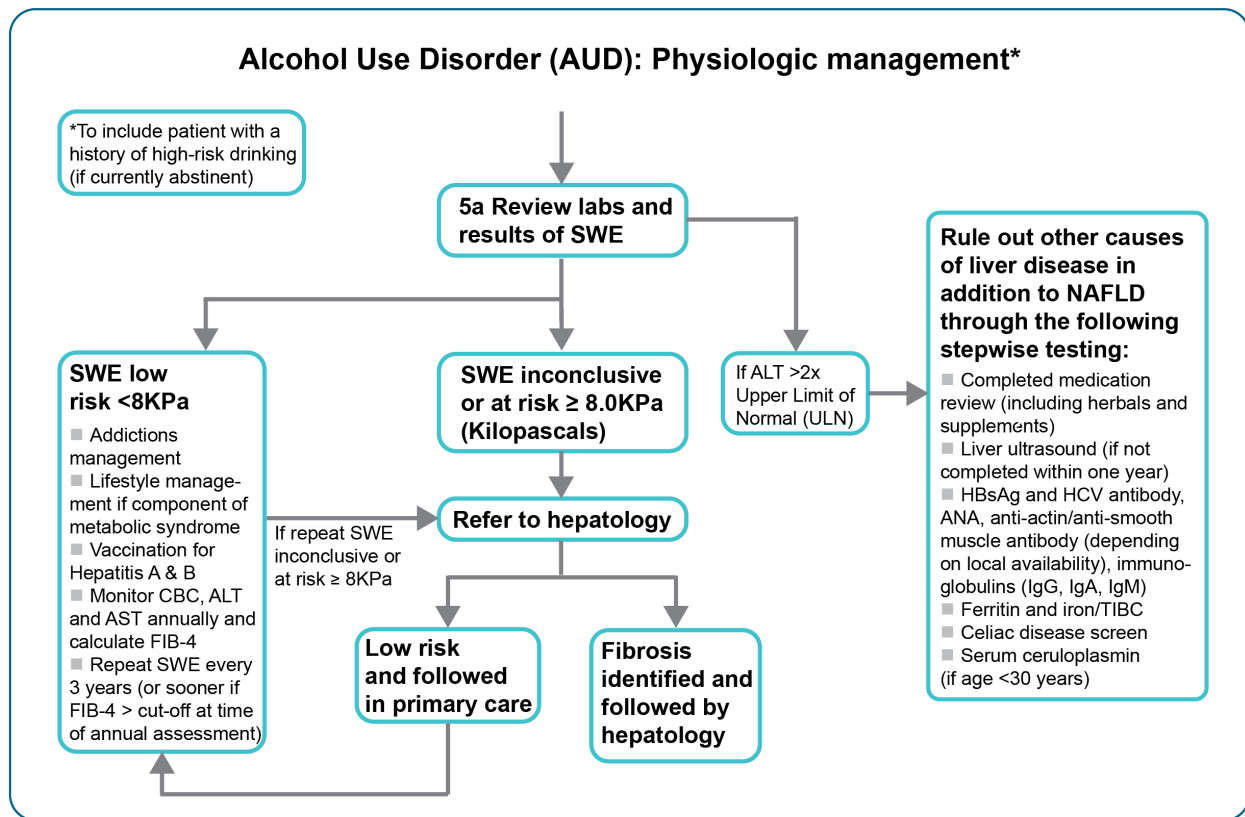 Alcohol Use Disorder (AUD): Physiologic management*
*To include patient with a
history of high-risk drinking
(if currently abstinent)
5a Review labs and
results of SWE
SWE low
risk <8KPa
■ Addictions
management
■ Lifestyle manage-
ment if component of
metabolic syndrome
■ Vaccination for
Hepatitis A & B
■ Monitor CBC, ALT
and AST annually and
calculate FIB-4
■ Repeat SWE every
3 years (or sooner if
FIB-4 > cut-off at time
of annual assessment)
If repeat SWE
inconclusive or
at risk ≥ 8KPa
SWE inconclusive
or at risk ≥ 8.0KPa
(Kilopascals)
Refer to hepatology
Low risk
and followed
in primary care
Fibrosis
identified and
followed by
hepatology
If ALT >2x
Upper Limit of
Normal (ULN)
Rule out other causes
of liver disease in
addition to NAFLD
through the following
stepwise testing:
■ Completed medication
review (including herbals and
supplements)
■ Liver ultrasound (if not
completed within one year)
■ HBsAg and HCV antibody,
ANA, anti-actin/anti-smooth
muscle antibody (depending
on local availability), immuno-
globulins (IgG, IgA, IgM)
■ Ferritin and iron/TIBC
■ Celiac disease screen
■ Serum ceruloplasmin
(if age <30 years)